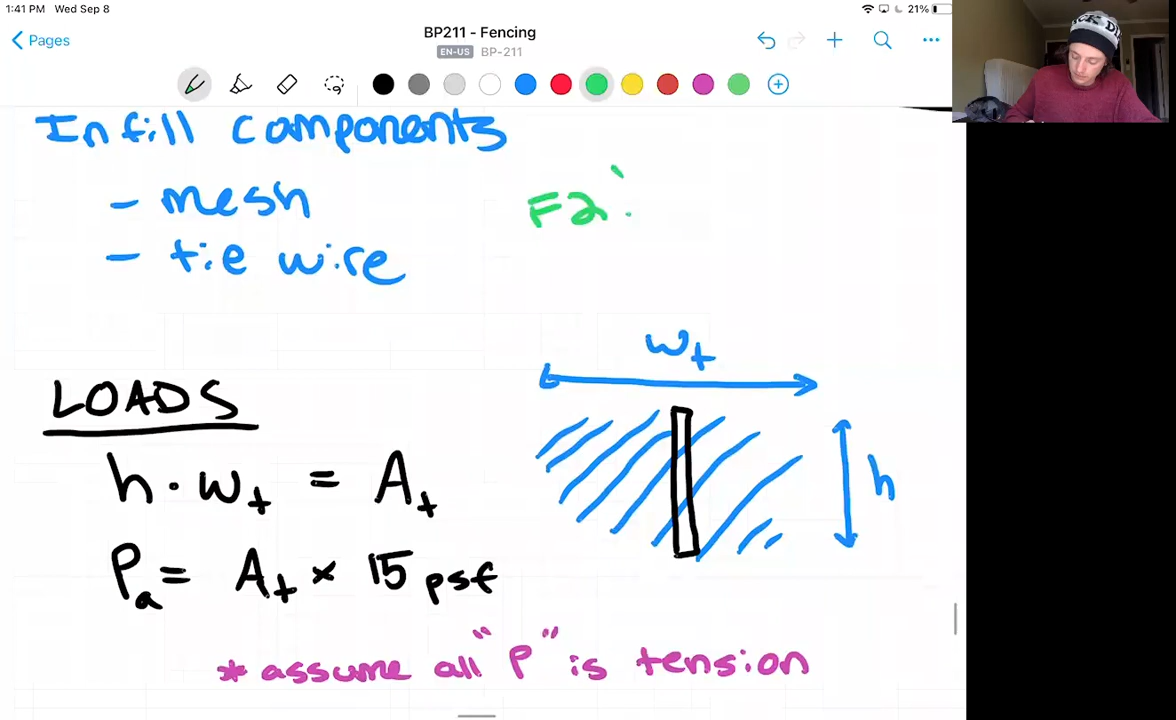 1:41 PM Wed Sep 8
21%
Pages
BP211 - Fencing
EN-US BP-211
Infill components
- mesh
- tie wire
F2:
LOADS
h · wt = At
Pa = At × 15 psf
wt
h
* assume all "P" is tension